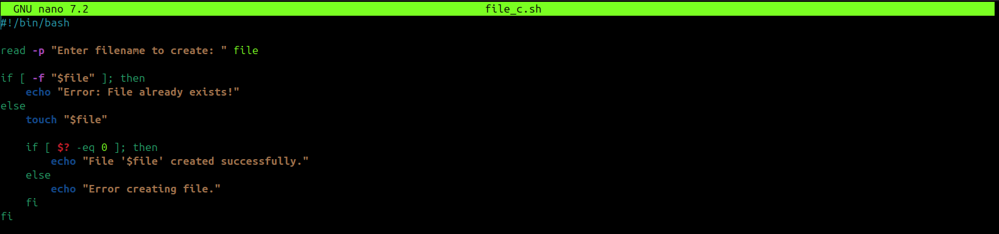 GNU nano 7.2 file_c.sh
#!/bin/bash
read -p "Enter filename to create: " file
if [ -f "$file" ]; then
    echo "Error: File already exists!"
else
    touch "$file"
    if [ $? -eq 0 ]; then
        echo "File '$file' created successfully."
    else
        echo "Error creating file."
    fi
fi